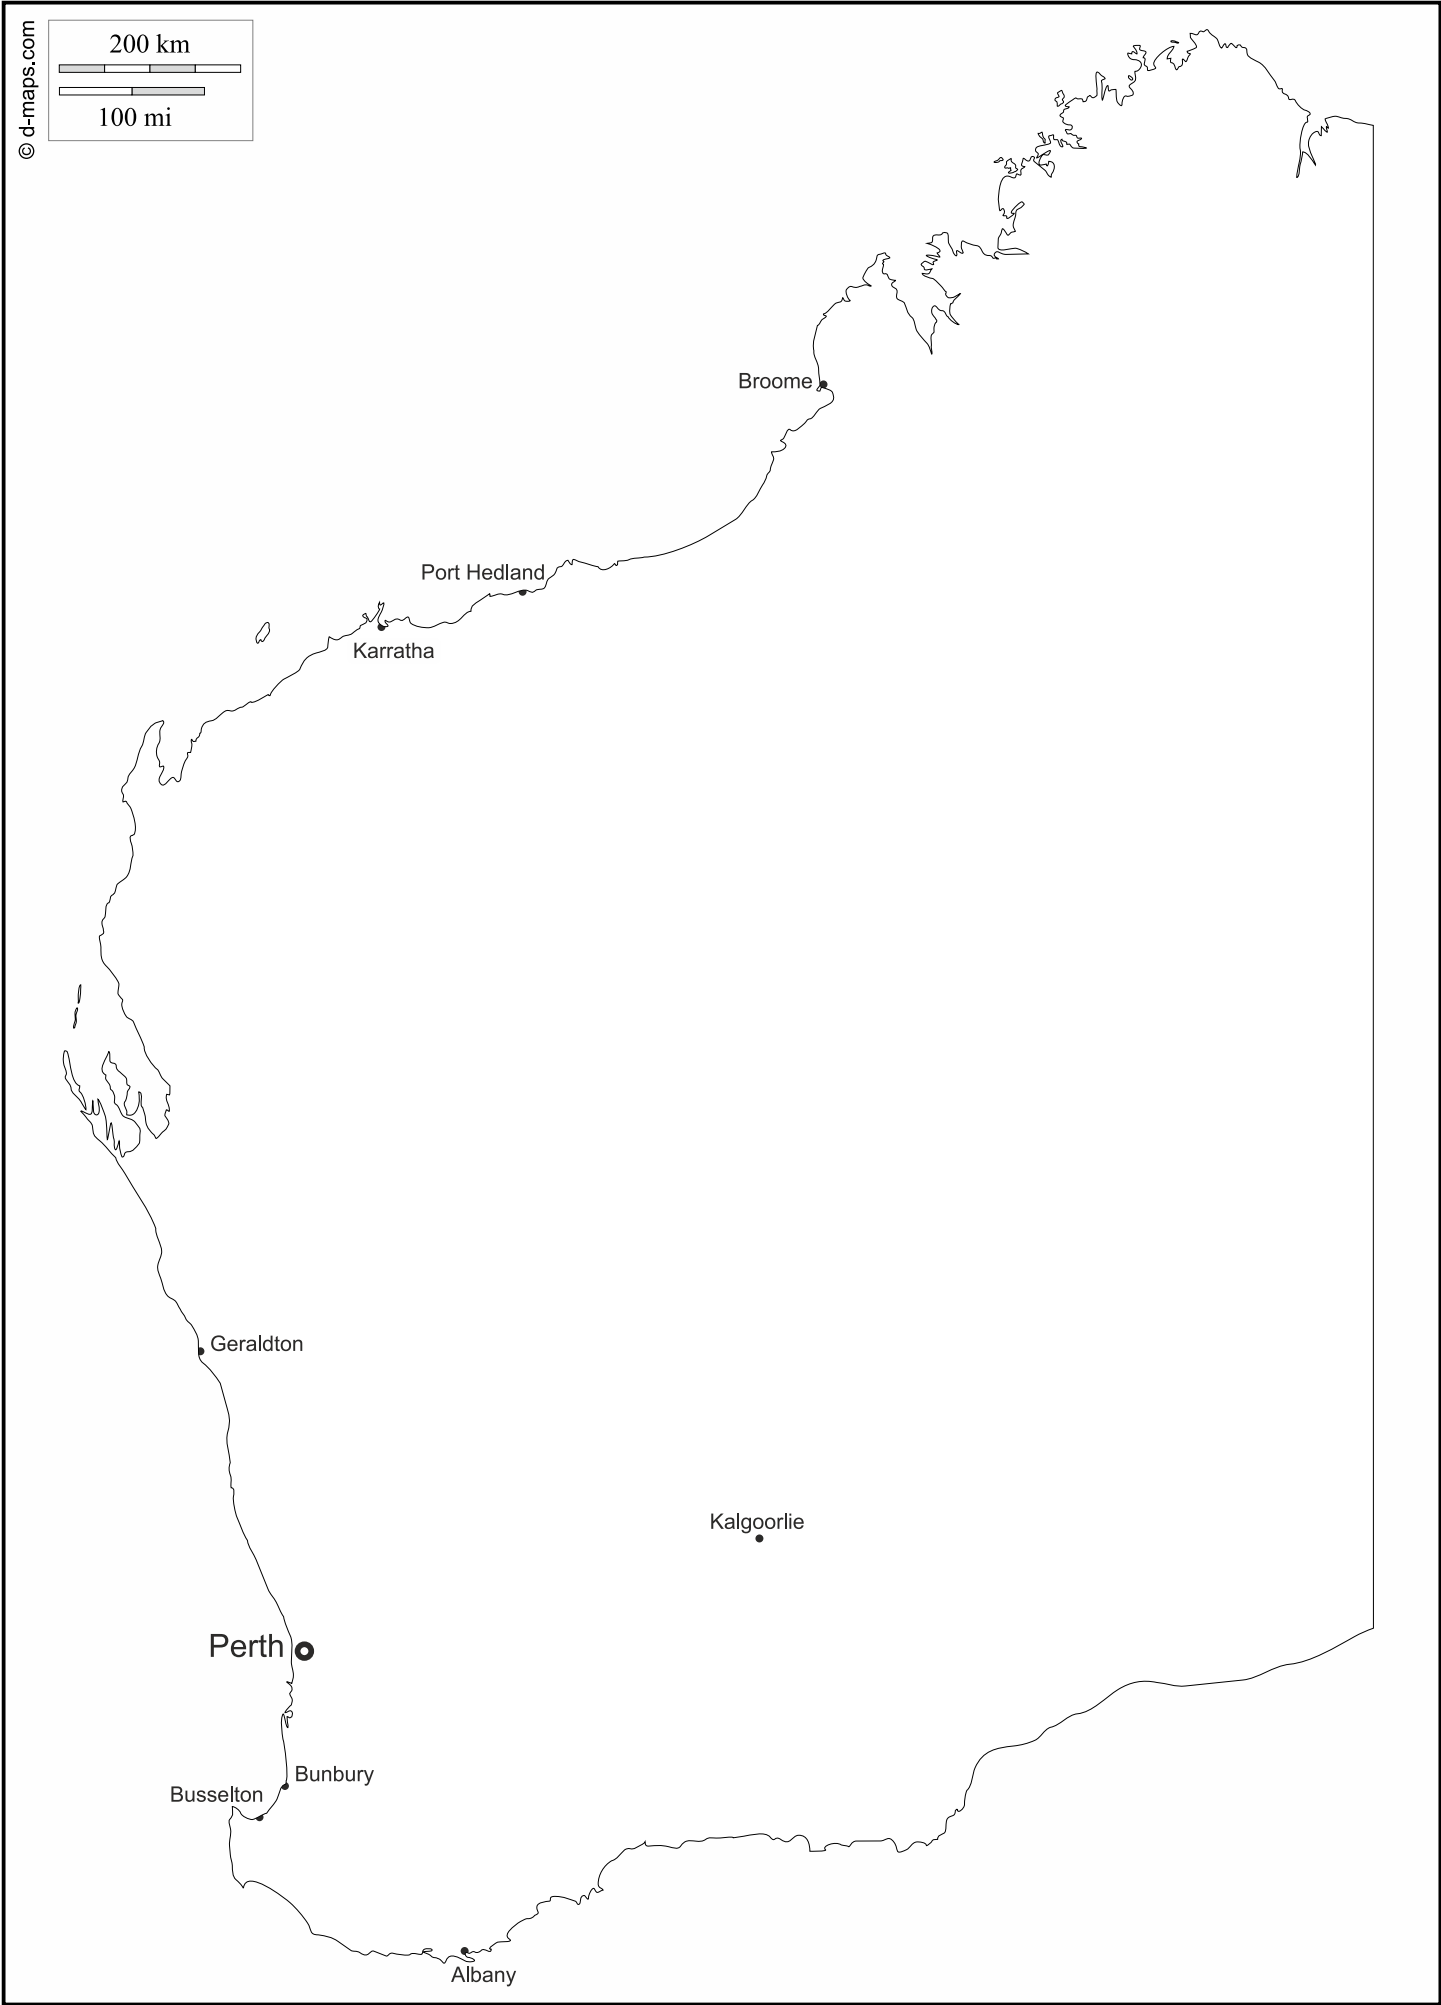 © d-maps.com
200 km
100 mi
Broome
Port Hedland
Karratha
Geraldton
Kalgoorlie
Perth
Bunbury
Busselton
Albany